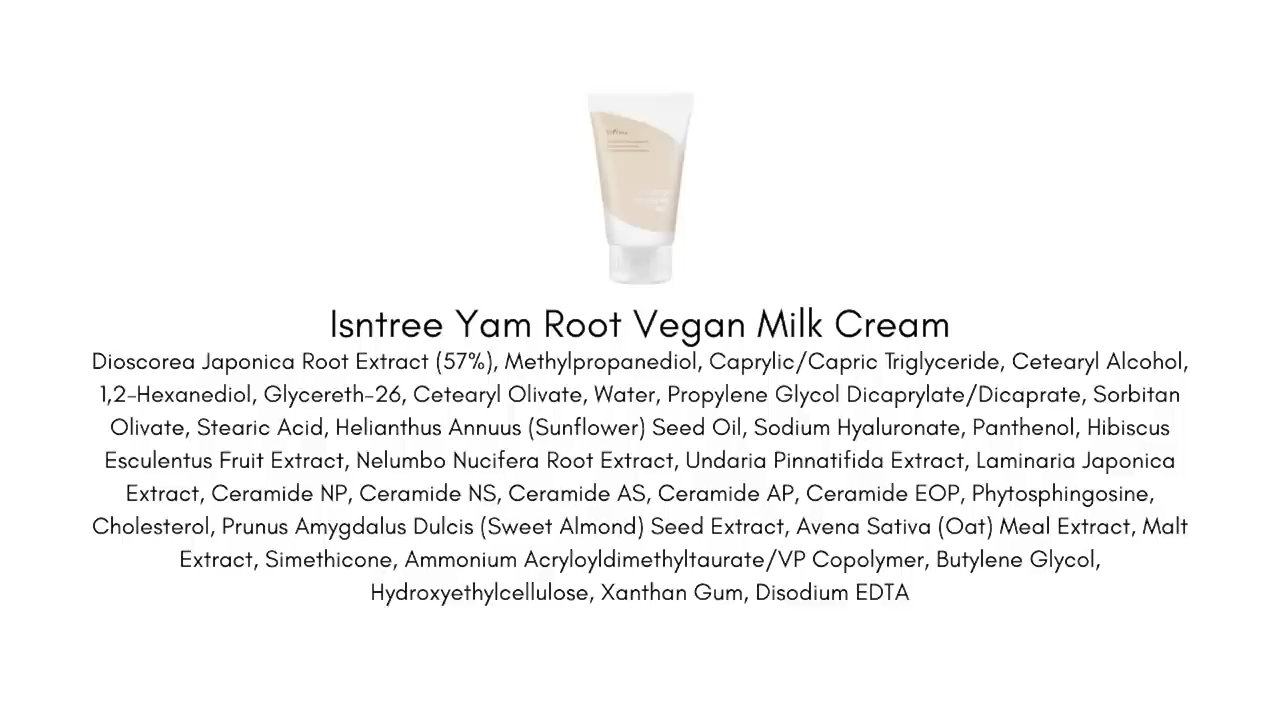 Isntree Yam Root Vegan Milk Cream
Dioscorea Japonica Root Extract (57%), Methylpropanediol, Caprylic/Capric Triglyceride, Cetearyl Alcohol,
1,2-Hexanediol, Glycereth-26, Cetearyl Olivate, Water, Propylene Glycol Dicaprylate/Dicaprate, Sorbitan
Olivate, Stearic Acid, Helianthus Annuus (Sunflower) Seed Oil, Sodium Hyaluronate, Panthenol, Hibiscus
Esculentus Fruit Extract, Nelumbo Nucifera Root Extract, Undaria Pinnatifida Extract, Laminaria Japonica
Extract, Ceramide NP, Ceramide NS, Ceramide AS, Ceramide AP, Ceramide EOP, Phytosphingosine,
Cholesterol, Prunus Amygdalus Dulcis (Sweet Almond) Seed Extract, Avena Sativa (Oat) Meal Extract, Malt
Extract, Simethicone, Ammonium Acryloyldimethyltaurate/VP Copolymer, Butylene Glycol,
Hydroxyethylcellulose, Xanthan Gum, Disodium EDTA